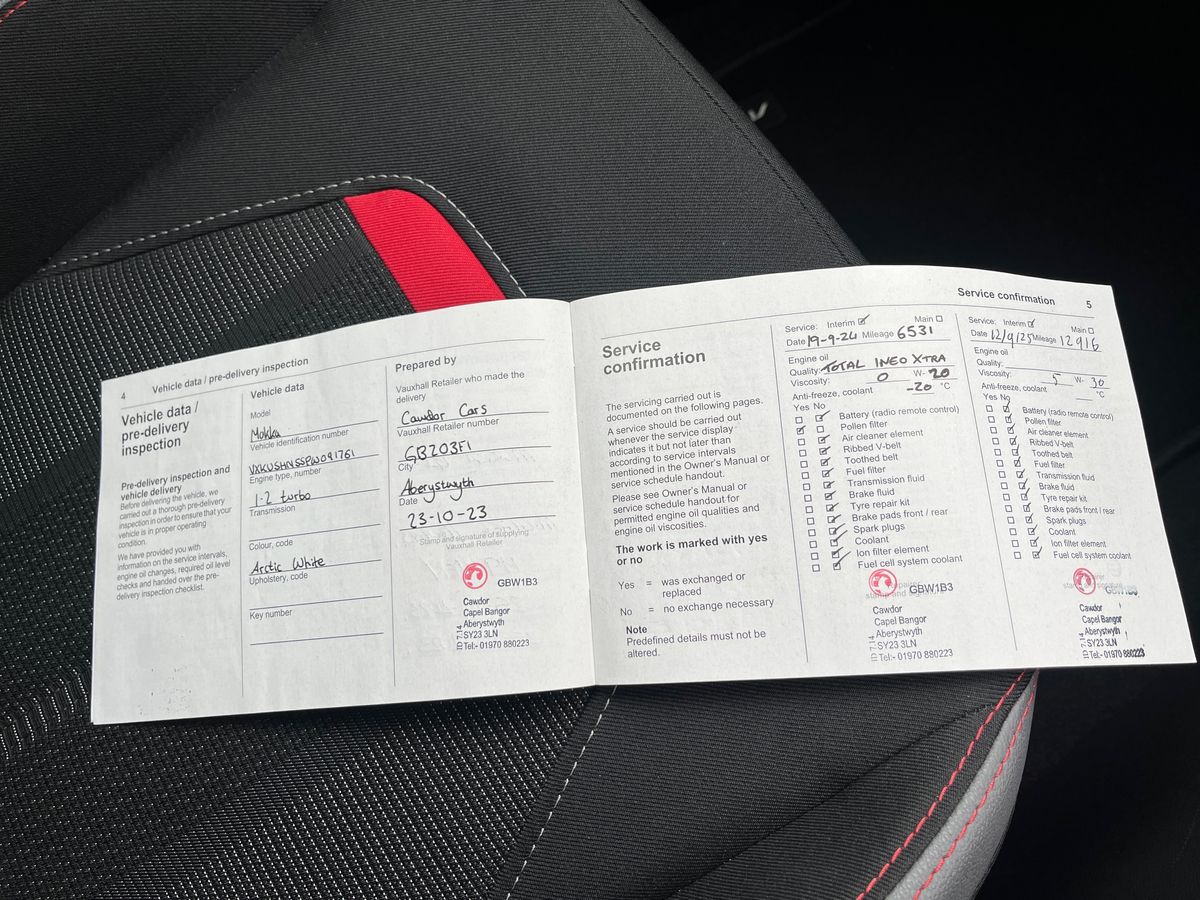 4 Vehicle data / pre-delivery inspection
Vehicle data /
pre-delivery
inspection
Pre-delivery inspection and
vehicle delivery
Before delivering the vehicle, we
carried out a thorough pre-delivery
inspection in order to ensure that your
vehicle is in proper operating
condition.
We have provided you with
information on the service intervals,
engine oil changes, required oil level
checks and handed over the pre-
delivery inspection checklist.
Vehicle data
Model
Mokka
Vehicle identification number
VXKUSHNSSPW091761
Engine type, number
1.2 turbo
Transmission
Colour, code
Arctic White
Upholstery, code
Key number
Prepared by
Vauxhall Retailer who made the
delivery
Cawdor Cars
Vauxhall Retailer number
GB203F1
City
Aberystwyth
Date
23-10-23
Stamp and signature of supplying
Vauxhall Retailer
GBW1B3
Cawdor
Capel Bangor
Aberystwyth
SY23 3LN
Tel:- 01970 880223
Service confirmation 5
Service
confirmation
The servicing carried out is
documented on the following pages.
A service should be carried out
whenever the service display
indicates it but not later than
according to service intervals
mentioned in the Owner's Manual or
service schedule handout.
Please see Owner's Manual or
service schedule handout for
permitted engine oil qualities and
engine oil viscosities.
The work is marked with yes
or no
Yes = was exchanged or
replaced
No = no exchange necessary
Note
Predefined details must not be
altered.
Service: Interim Main
Date 19-9-24 Mileage 6531
Engine oil
Quality: TOTAL INEO XTRA
Viscosity: 0 W- 20
Anti-freeze, coolant -20 °C
Yes No
Battery (radio remote control)
Pollen filter
Air cleaner element
Ribbed V-belt
Toothed belt
Fuel filter
Transmission fluid
Brake fluid
Tyre repair kit
Brake pads front / rear
Spark plugs
Coolant
Ion filter element
Fuel cell system coolant
GBW1B3
Cawdor
Capel Bangor
Aberystwyth
SY23 3LN
Tel:- 01970 880223
Service: Interim Main
Date 12/9/25 Mileage 12916
Engine oil
Quality:
Viscosity: 5 W- 30
Anti-freeze, coolant °C
Yes No
Battery (radio remote control)
Pollen filter
Air cleaner element
Ribbed V-belt
Toothed belt
Fuel filter
Transmission fluid
Brake fluid
Tyre repair kit
Brake pads front / rear
Spark plugs
Coolant
Ion filter element
Fuel cell system coolant
GBW1B3
Cawdor
Capel Bangor
Aberystwyth
SY23 3LN
Tel:- 01970 880223